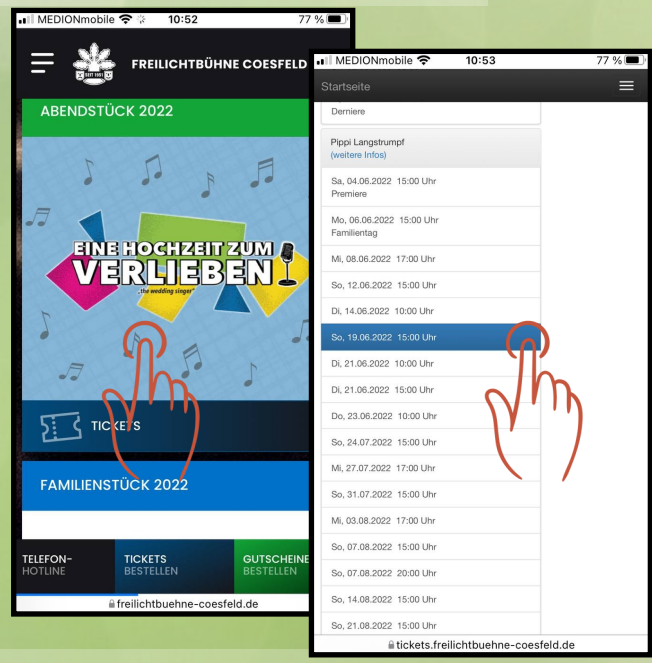 MEDIONmobile 10:52 77 %
SEIT 1951
FREILICHTBÜHNE COESFELD
ABENDSTÜCK 2022
EINE HOCHZEIT ZUM
VERLIEBEN
„the wedding singer"
TICKETS
FAMILIENSTÜCK 2022
TELEFON-
HOTLINE
TICKETS
BESTELLEN
GUTSCHEINE
BESTELLEN
freilichtbuehne-coesfeld.de
MEDIONmobile 10:53 77 %
Startseite
Derniere
Pippi Langstrumpf
(weitere Infos)
Sa, 04.06.2022 15:00 Uhr
Premiere
Mo, 06.06.2022 15:00 Uhr
Familientag
Mi, 08.06.2022 17:00 Uhr
So, 12.06.2022 15:00 Uhr
Di, 14.06.2022 10:00 Uhr
So, 19.06.2022 15:00 Uhr
Di, 21.06.2022 10:00 Uhr
Di, 21.06.2022 15:00 Uhr
Do, 23.06.2022 10:00 Uhr
So, 24.07.2022 15:00 Uhr
Mi, 27.07.2022 17:00 Uhr
So, 31.07.2022 15:00 Uhr
Mi, 03.08.2022 17:00 Uhr
So, 07.08.2022 15:00 Uhr
So, 07.08.2022 20:00 Uhr
So, 14.08.2022 15:00 Uhr
So, 21.08.2022 15:00 Uhr
tickets.freilichtbuehne-coesfeld.de